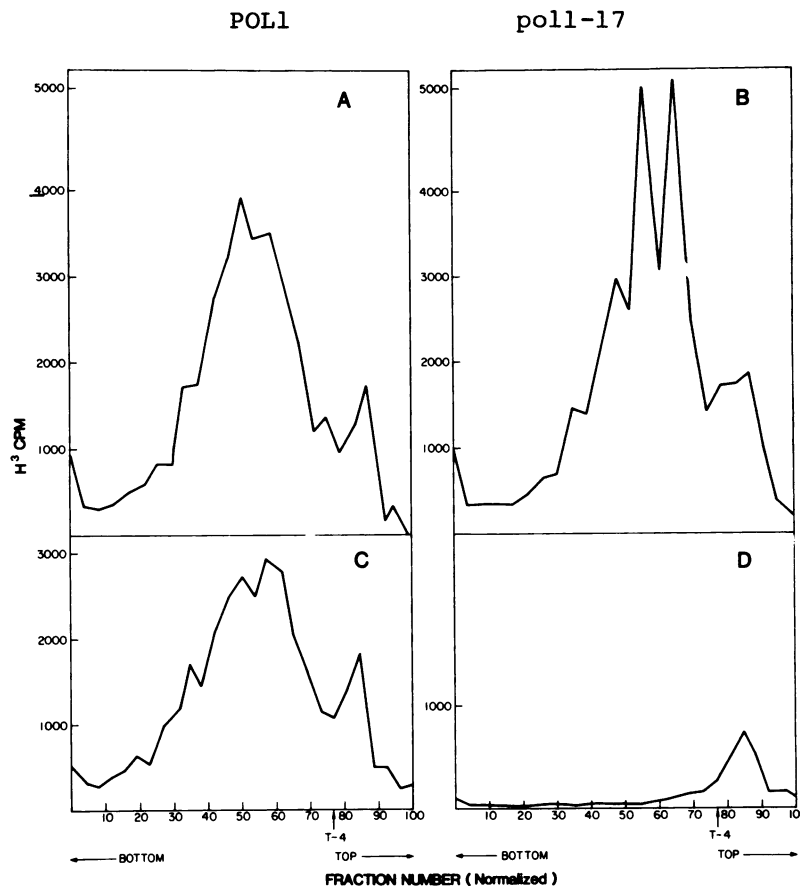 POL1 pol1-17
A B
5000 5000
4000 4000
3000 3000
2000 2000
1000 1000
H³ CPM
C D
3000
2000
1000 1000
10 20 30 40 50 60 70 80 90 100 10 20 30 40 50 60 70 80 90 10
T-4 T-4
BOTTOM TOP BOTTOM TOP
FRACTION NUMBER (Normalized)